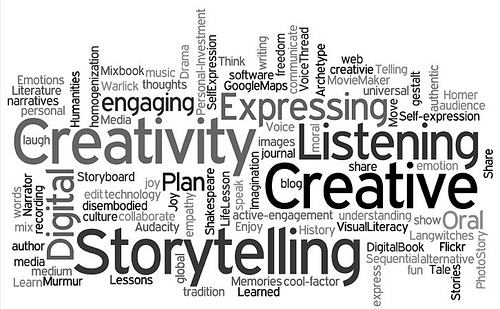 Personal-Investment
Drama
SelfExpression
Think
writing
freedom
communicate
VoiceThread
Archetype
web
creativie
Telling
MovieMaker
homogenization
Mixbook
music
software
GoogleMaps
universal
gestalt
authentic
Emotions
Literature
narratives
personal
Humanities
Warlick
thoughts
engaging
Media
Expressing
Move
Homer
audience
Self-expression
laugh
Creativity
Voice
images
journal
moral
Listening
Share
Storyboard
joy
Plan
share
emotion
blog
Creative
words
Narrator
recording
Digital
edit
technology
disembodied
culture
collaborate
Joy
empathy
Shakespeare
LifeLesson
speak
Imagination
active-engagement
understanding
show
Oral
mix
Audacity
Enjoy
History
VisualLiteracy
Langwitches
author
media
medium
Storytelling
DigitalBook
Flickr
Sequential
alternative
fun
Tale
Stories
PhotoStory
express
Learn
Murmur
Lessons
global
tradition
Memories
cool-factor
Learned